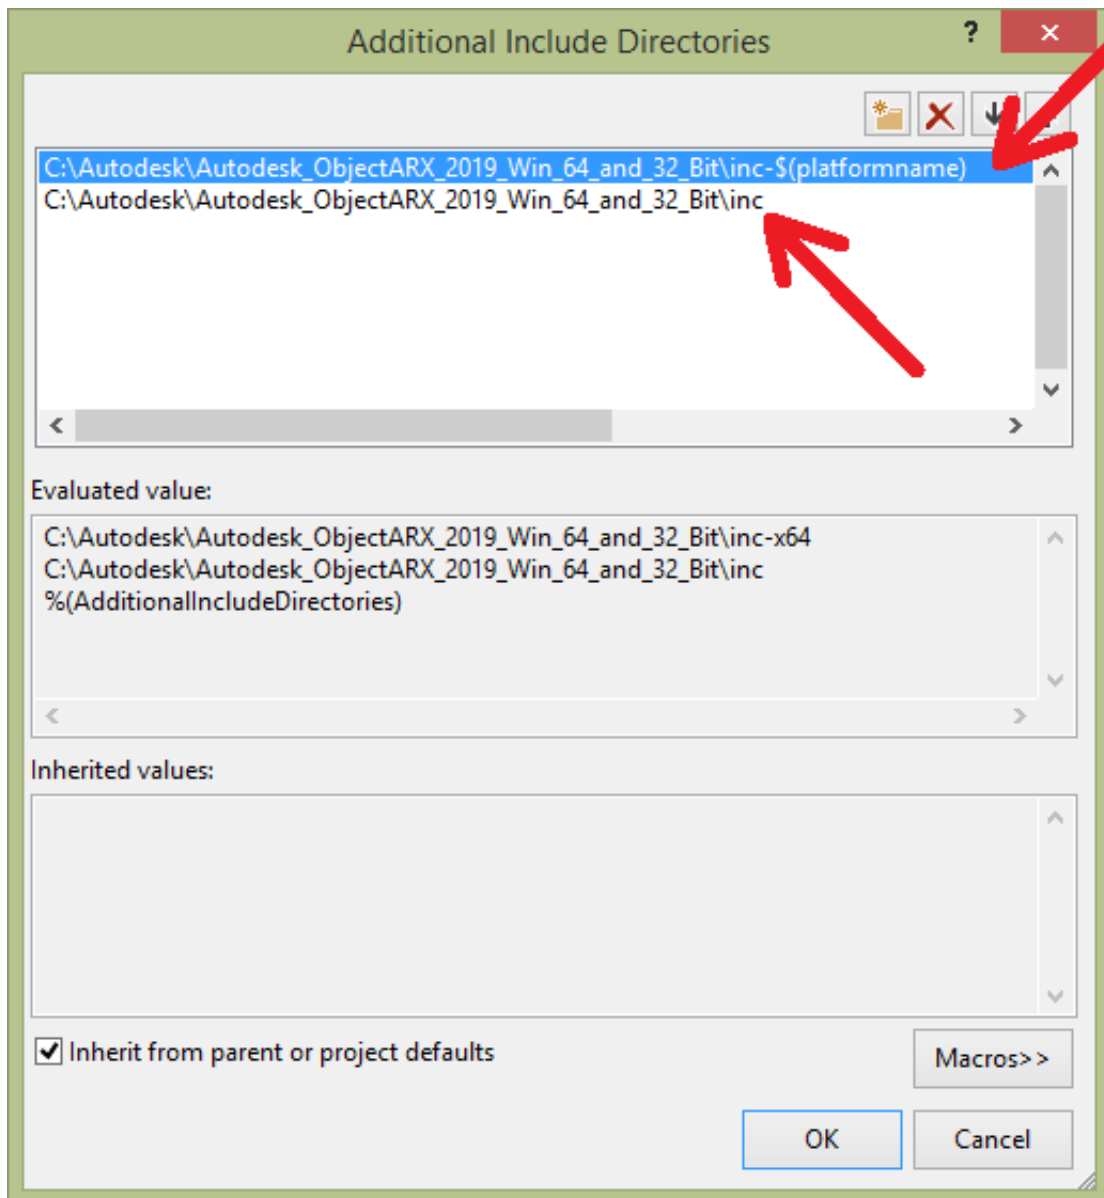 Additional Include Directories
C:\Autodesk\Autodesk_ObjectARX_2019_Win_64_and_32_Bit\inc-$(platformname)
C:\Autodesk\Autodesk_ObjectARX_2019_Win_64_and_32_Bit\inc
Evaluated value:
C:\Autodesk\Autodesk_ObjectARX_2019_Win_64_and_32_Bit\inc-x64
C:\Autodesk\Autodesk_ObjectARX_2019_Win_64_and_32_Bit\inc
%(AdditionalIncludeDirectories)
Inherited values:
Inherit from parent or project defaults
Macros>>
OK
Cancel